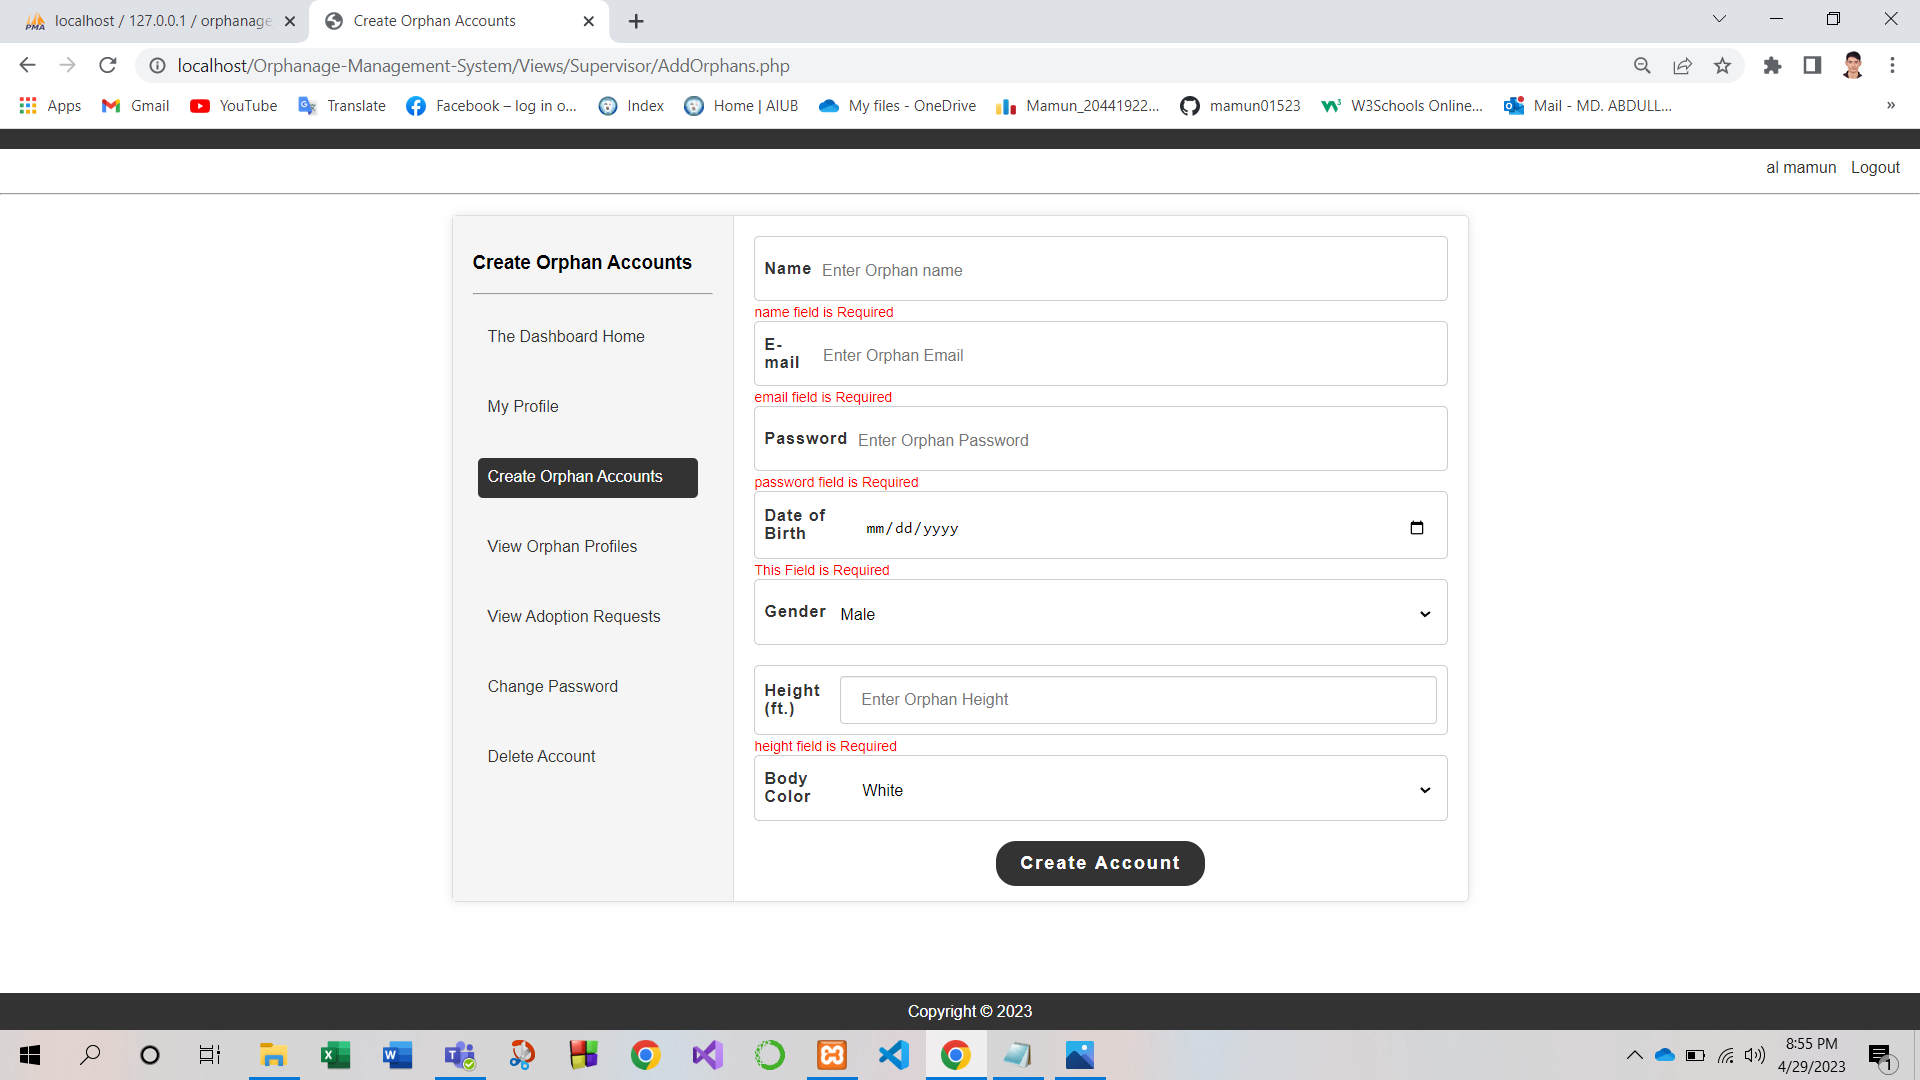 localhost / 127.0.0.1 / orphanage
Create Orphan Accounts
localhost/Orphanage-Management-System/Views/Supervisor/AddOrphans.php
Apps
Gmail
YouTube
Translate
Facebook – log in o...
Index
Home | AIUB
My files - OneDrive
Mamun_20441922...
mamun01523
W3Schools Online...
Mail - MD. ABDULL...
»
al mamun
Logout
Create Orphan Accounts
The Dashboard Home
My Profile
Create Orphan Accounts
View Orphan Profiles
View Adoption Requests
Change Password
Delete Account
Name
Enter Orphan name
name field is Required
E-
mail
Enter Orphan Email
email field is Required
Password
Enter Orphan Password
password field is Required
Date of
Birth
mm/dd/yyyy
This Field is Required
Gender
Male
Height
(ft.)
Enter Orphan Height
height field is Required
Body
Color
White
Create Account
Copyright © 2023
8:55 PM
4/29/2023
1